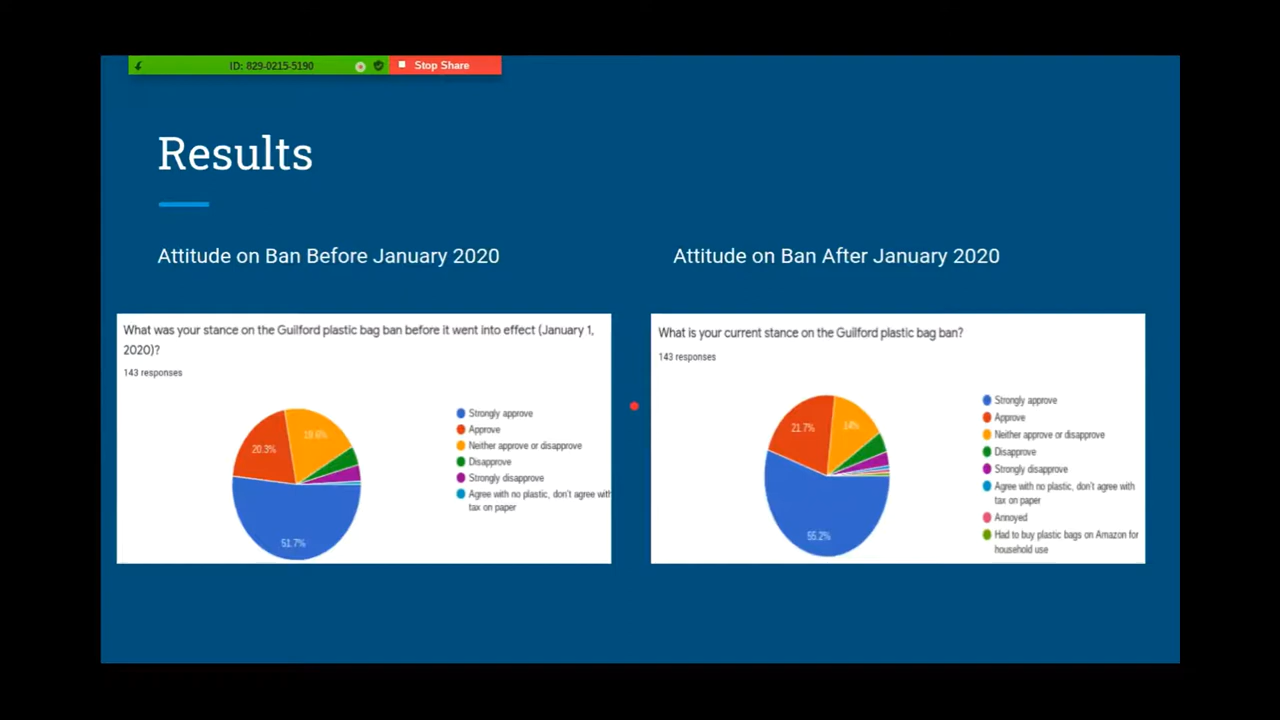 ID: 829-0215-5190
Stop Share
Results
Attitude on Ban Before January 2020
Attitude on Ban After January 2020
What was your stance on the Guilford plastic bag ban before it went into effect (January 1,
2020)?
143 responses
20.3%
19.6%
51.7%
Strongly approve
Approve
Neither approve or disapprove
Disapprove
Strongly disapprove
Agree with no plastic, don't agree with
tax on paper
What is your current stance on the Guilford plastic bag ban?
143 responses
21.7%
14%
55.2%
Strongly approve
Approve
Neither approve or disapprove
Disapprove
Strongly disapprove
Agree with no plastic, don't agree with
tax on paper
Annoyed
Had to buy plastic bags on Amazon for
household use